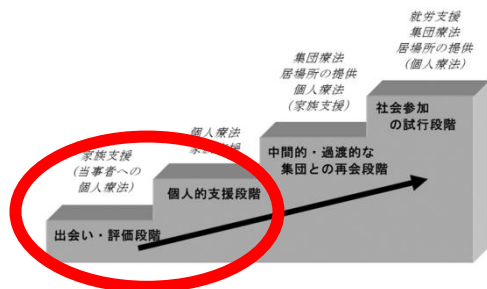 就労支援
集団療法
居場所の提供
(個人療法)
集団療法
居場所の提供
個人療法
(家族支援)
社会参加
の試行段階
個人療法
中間的・過渡的な
集団との再会段階
家族支援
(当事者への
個人療法)
個人的支援段階
出会い・評価段階